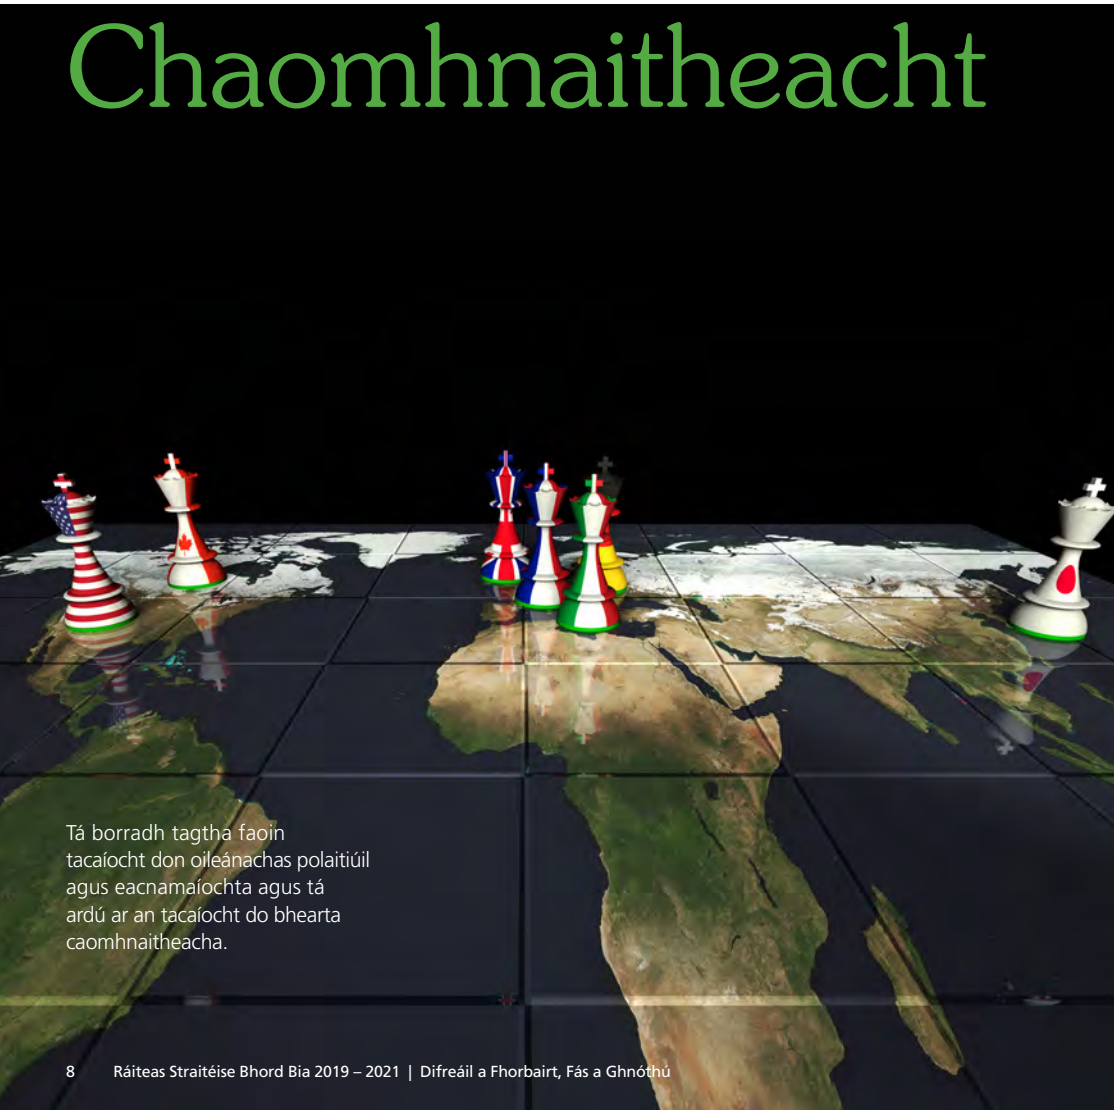 Chaomhnaitheacht
Tá borradh tagtha faoin
tacaíocht don oileánachas polaitiúil
agus eacnamaíochta agus tá
ardú ar an tacaíocht do bhearta
caomhnaitheacha.
8 Ráiteas Straitéise Bhord Bia 2019 – 2021 | Difreáil a Fhorbairt, Fás a Ghnóthú